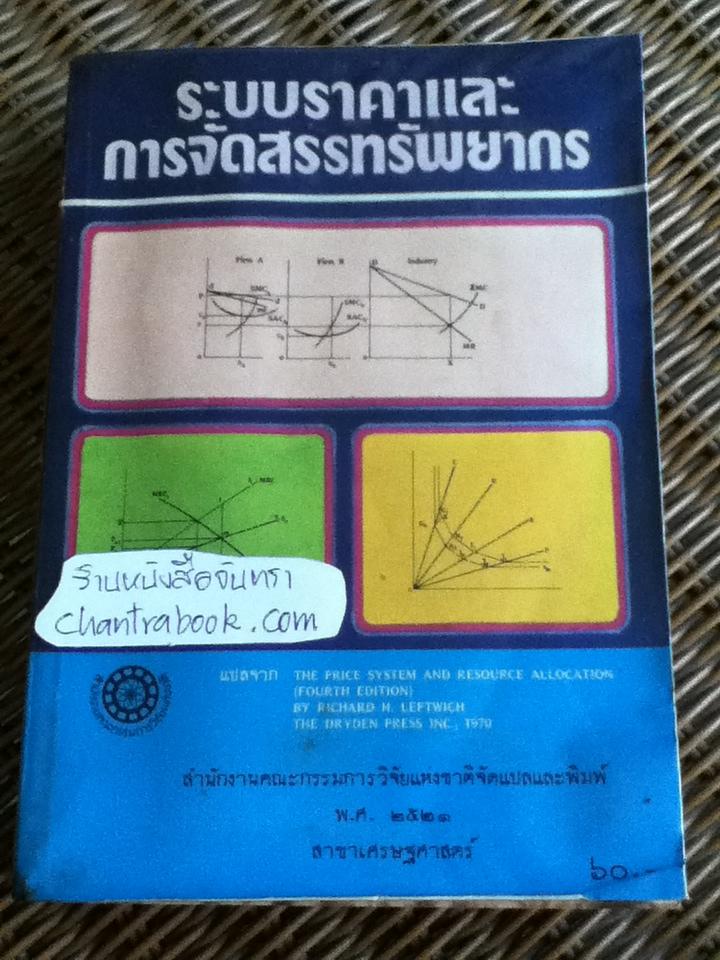 ระบบราคาและ
การจัดสรรทรัพยากร
Firm A
Firm B
Industry
ร้านหนังสือจันทรา
chantrabook.com
แปลจาก THE PRICE SYSTEM AND RESOURCE ALLOCATION
(FOURTH EDITION)
BY RICHARD H. LEFTWICH
THE DRYDEN PRESS INC., 1970
สำนักงานคณะกรรมการวิจัยแห่งชาติจัดแปลและพิมพ์
พ.ศ. ๒๕๒๑
สาขาเศรษฐศาสตร์
๖๐.-